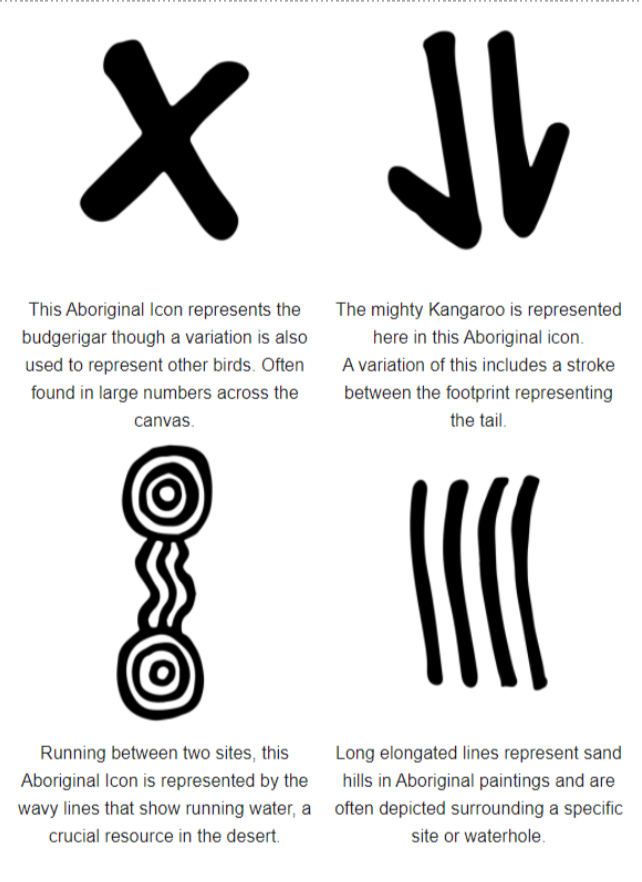 This Aboriginal Icon represents the
budgerigar though a variation is also
used to represent other birds. Often
found in large numbers across the
canvas.
The mighty Kangaroo is represented
here in this Aboriginal icon.
A variation of this includes a stroke
between the footprint representing
the tail.
Running between two sites, this
Aboriginal Icon is represented by the
wavy lines that show running water, a
crucial resource in the desert.
Long elongated lines represent sand
hills in Aboriginal paintings and are
often depicted surrounding a specific
site or waterhole.